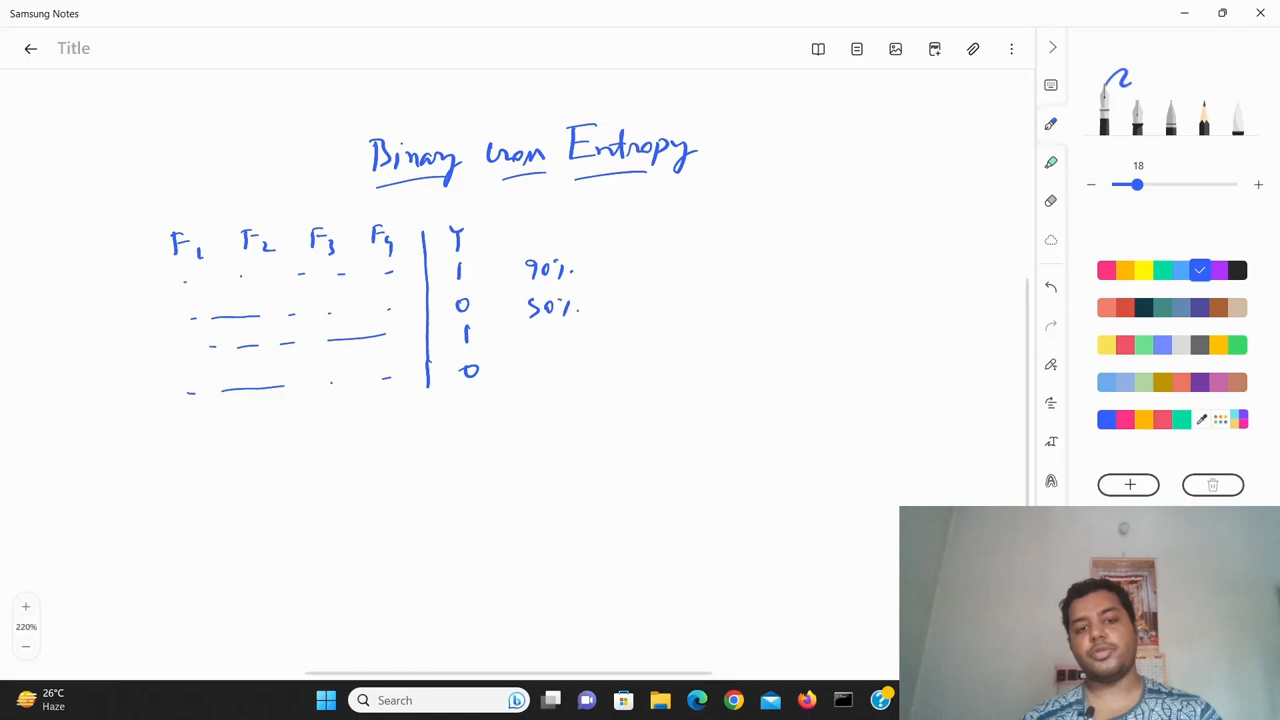 Samsung Notes
Title
Binary cross Entropy
F1 F2 F3 F4 Y
1 90%.
0 50%.
1
0
18
220%
26°C
Haze
Search